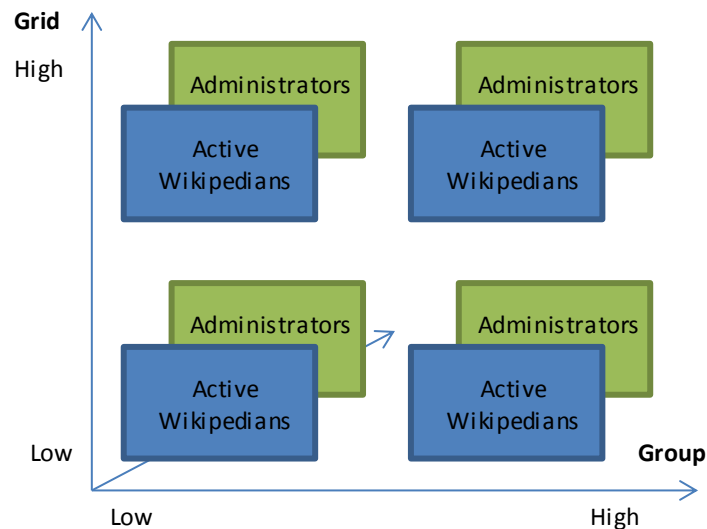 Grid
High
Administrators
Administrators
Active
Wikipedians
Active
Wikipedians
Administrators
Administrators
Active
Wikipedians
Active
Wikipedians
Low
Group
Low
High